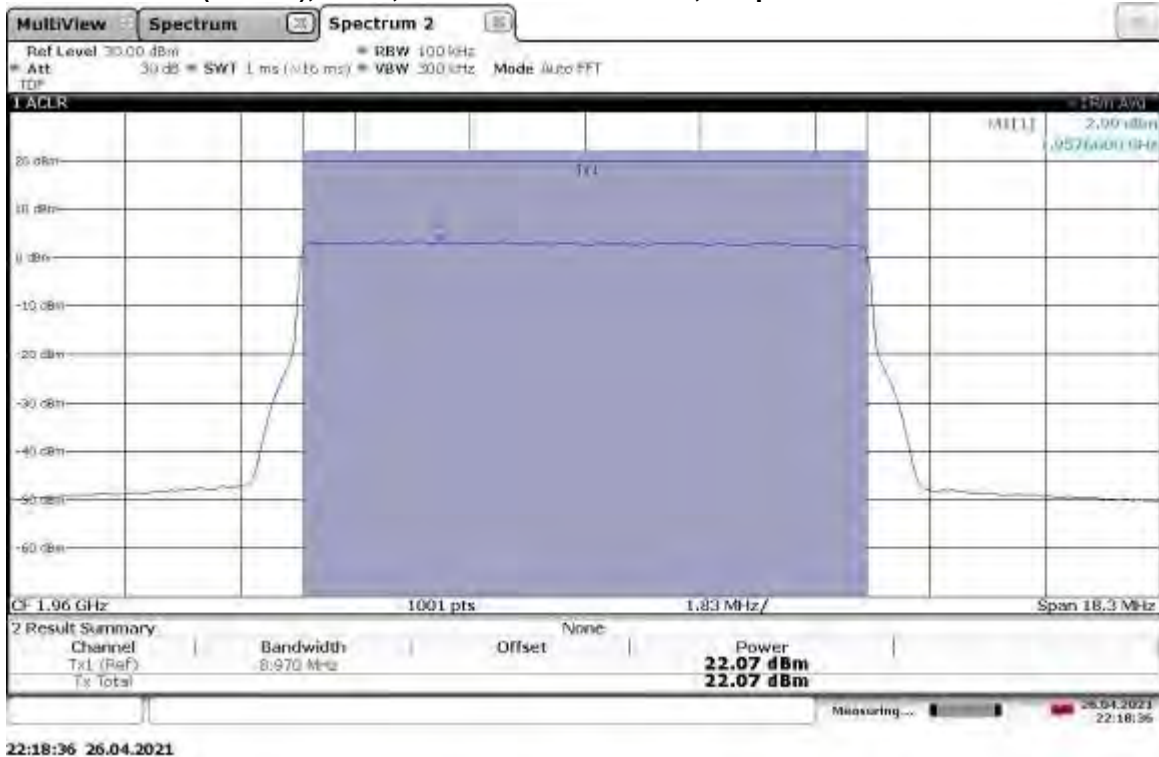 MultiView Spectrum Spectrum 2
Ref Level 30.00 dBm RBW 100 kHz
Att 30 dB SWT 1 ms (~16 ms) VBW 300 kHz Mode Auto FFT
TDF
1 ACLR 1Rm Avg
M1[1] 2.99 dBm
Tx1
20 dBm
10 dBm
0 dBm
-10 dBm
-20 dBm
-30 dBm
-40 dBm
-50 dBm
-60 dBm
CF 1.96 GHz 1001 pts 1.83 MHz/ Span 18.3 MHz
2 Result Summary None
Channel Bandwidth Offset Power
Tx1 (Ref) 8.970 MHz 22.07 dBm
Tx Total 22.07 dBm
Measuring... 26.04.2021
22:18:36
22:18:36 26.04.2021